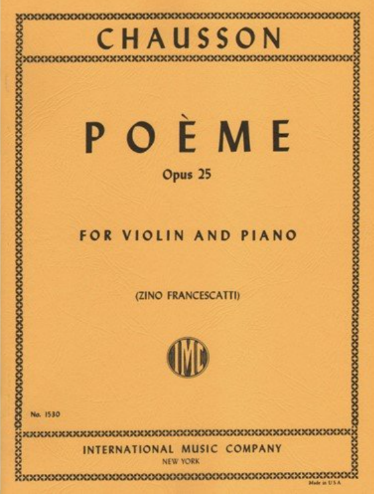 CHAUSSON
POÈME
Opus 25
FOR VIOLIN AND PIANO
(ZINO FRANCESCATTI)
IMC
No. 1530
INTERNATIONAL MUSIC COMPANY
NEW YORK
Made in U.S.A.